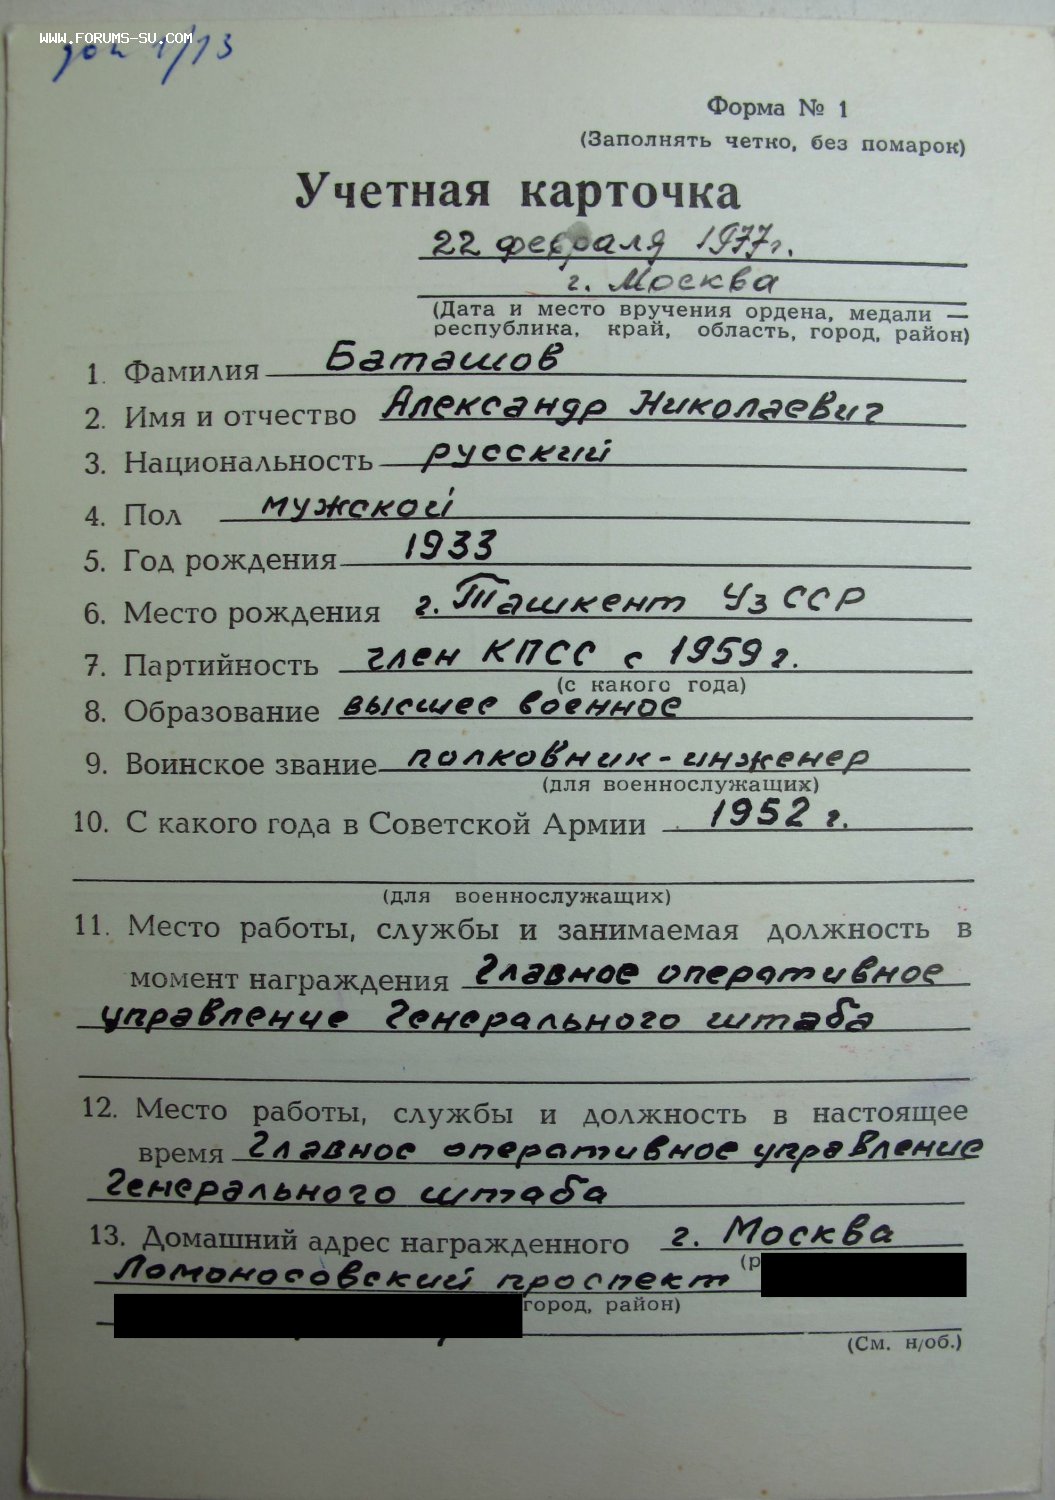 WWW.FORUMS-SU.COM
1/13
Форма № 1
(Заполнять четко, без помарок)
Учетная карточка
22 февраля 1977г.
г. Москва
(Дата и место вручения ордена, медали —
республика, край, область, город, район)
1. Фамилия Баташов
2. Имя и отчество Александр Николаевич
3. Национальность русский
4. Пол мужской
5. Год рождения 1933
6. Место рождения г. Ташкент УзССР
7. Партийность член КПСС с 1959 г.
(с какого года)
8. Образование высшее военное
9. Воинское звание полковник-инженер
(для военнослужащих)
10. С какого года в Советской Армии 1952 г.
(для военнослужащих)
11. Место работы, службы и занимаемая должность в
момент награждения Главное оперативное
управление Генерального штаба
12. Место работы, службы и должность в настоящее
время Главное оперативное управление
Генерального штаба
13. Домашний адрес награжденного г. Москва
(р
Ломоносовский проспект
город, район)
(См. н/об.)